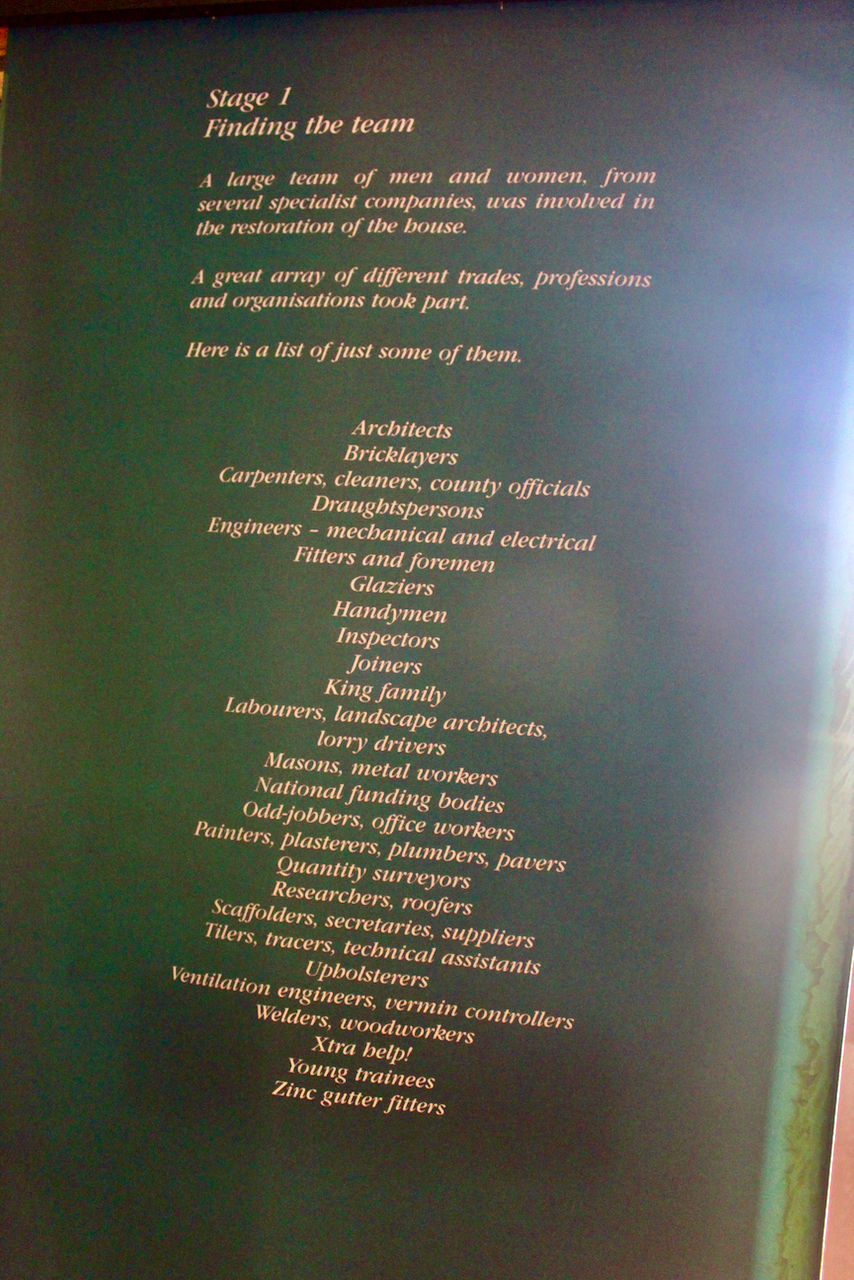 Stage 1
Finding the team
A large team of men and women, from
several specialist companies, was involved in
the restoration of the house.
A great array of different trades, professions
and organisations took part.
Here is a list of just some of them.
Architects
Bricklayers
Carpenters, cleaners, county officials
Draughtspersons
Engineers – mechanical and electrical
Fitters and foremen
Glaziers
Handymen
Inspectors
Joiners
King family
Labourers, landscape architects,
lorry drivers
Masons, metal workers
National funding bodies
Odd-jobbers, office workers
Painters, plasterers, plumbers, pavers
Quantity surveyors
Researchers, roofers
Scaffolders, secretaries, suppliers
Tilers, tracers, technical assistants
Upholsterers
Ventilation engineers, vermin controllers
Welders, woodworkers
Xtra help!
Young trainees
Zinc gutter fitters